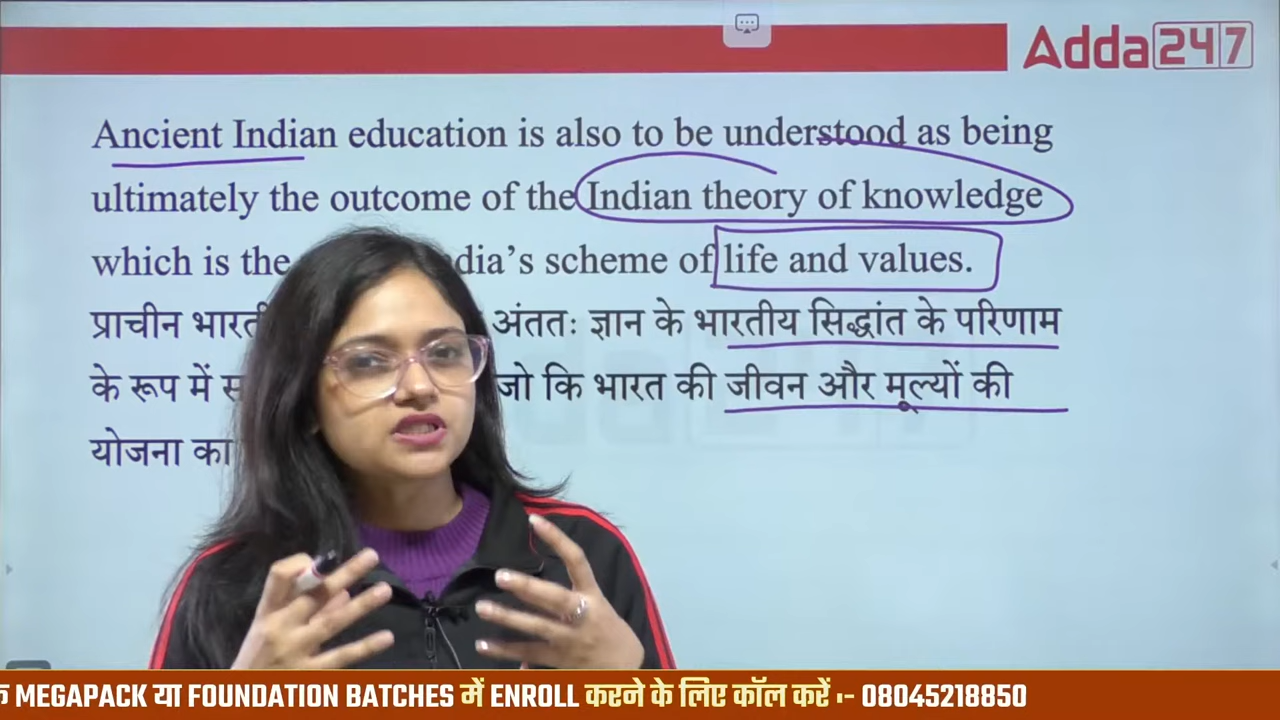 Adda247
Ancient Indian education is also to be understood as being
ultimately the outcome of the Indian theory of knowledge
which is the dia's scheme of life and values.
प्राचीन भारती अंततः ज्ञान के भारतीय सिद्धांत के परिणाम
के रूप में स जो कि भारत की जीवन और मूल्यों की
योजना का
MEGAPACK या FOUNDATION BATCHES में ENROLL करने के लिए कॉल करें :- 08045218850